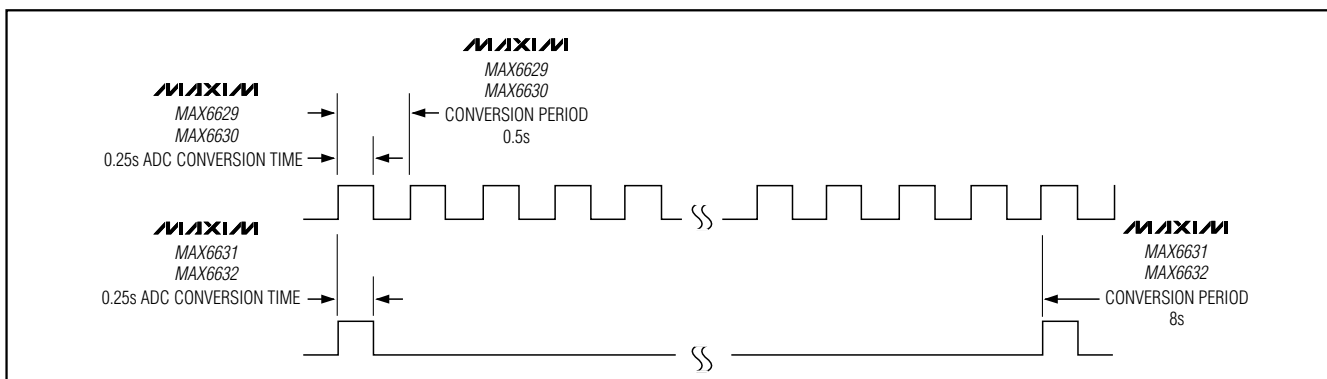 MAXIM
MAX6629
MAX6630
CONVERSION PERIOD
0.5s
MAXIM
MAX6629
MAX6630
0.25s ADC CONVERSION TIME
MAXIM
MAX6631
MAX6632
0.25s ADC CONVERSION TIME
MAXIM
MAX6631
MAX6632
CONVERSION PERIOD
8s